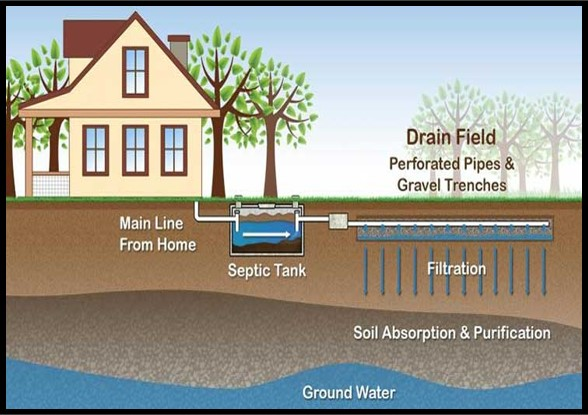 Drain Field
Perforated Pipes &
Gravel Trenches
Main Line
From Home
Septic Tank
Filtration
Soil Absorption & Purification
Ground Water